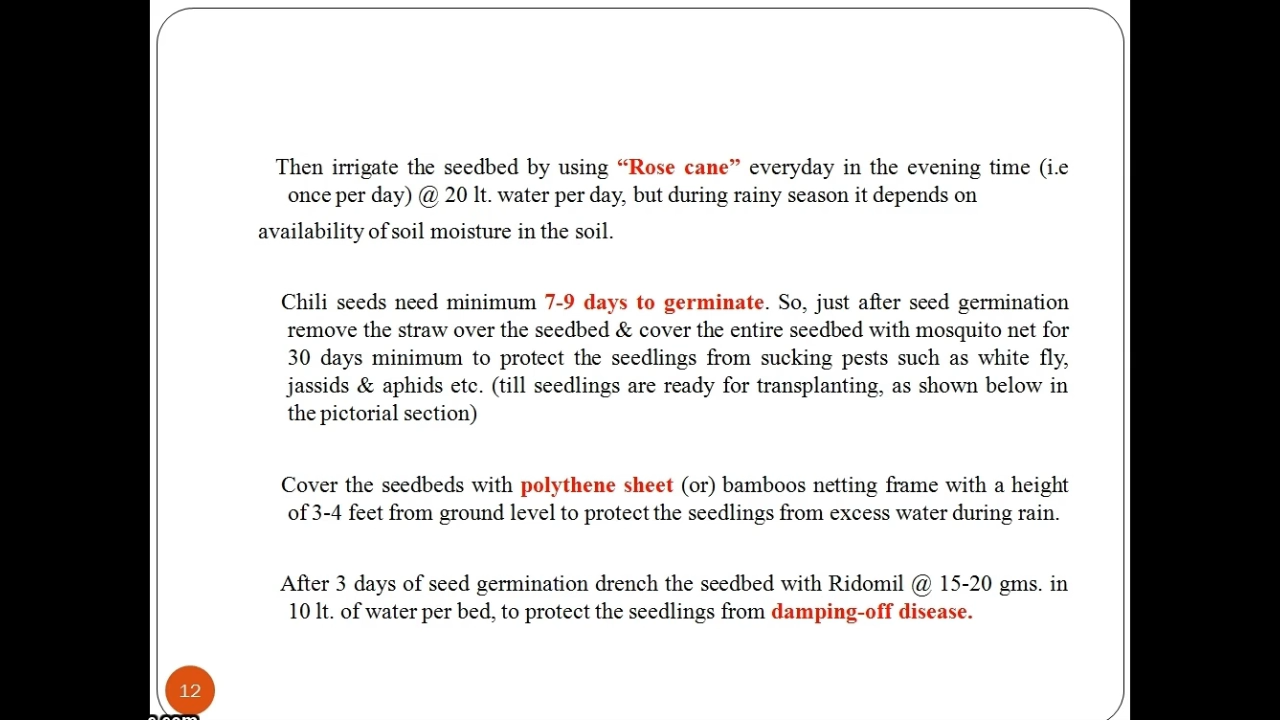 Then irrigate the seedbed by using “Rose cane” everyday in the evening time (i.e
once per day) @ 20 lt. water per day, but during rainy season it depends on
availability of soil moisture in the soil.
Chili seeds need minimum 7-9 days to germinate. So, just after seed germination
remove the straw over the seedbed & cover the entire seedbed with mosquito net for
30 days minimum to protect the seedlings from sucking pests such as white fly,
jassids & aphids etc. (till seedlings are ready for transplanting, as shown below in
the pictorial section)
Cover the seedbeds with polythene sheet (or) bamboos netting frame with a height
of 3-4 feet from ground level to protect the seedlings from excess water during rain.
After 3 days of seed germination drench the seedbed with Ridomil @ 15-20 gms. in
10 lt. of water per bed, to protect the seedlings from damping-off disease.
12